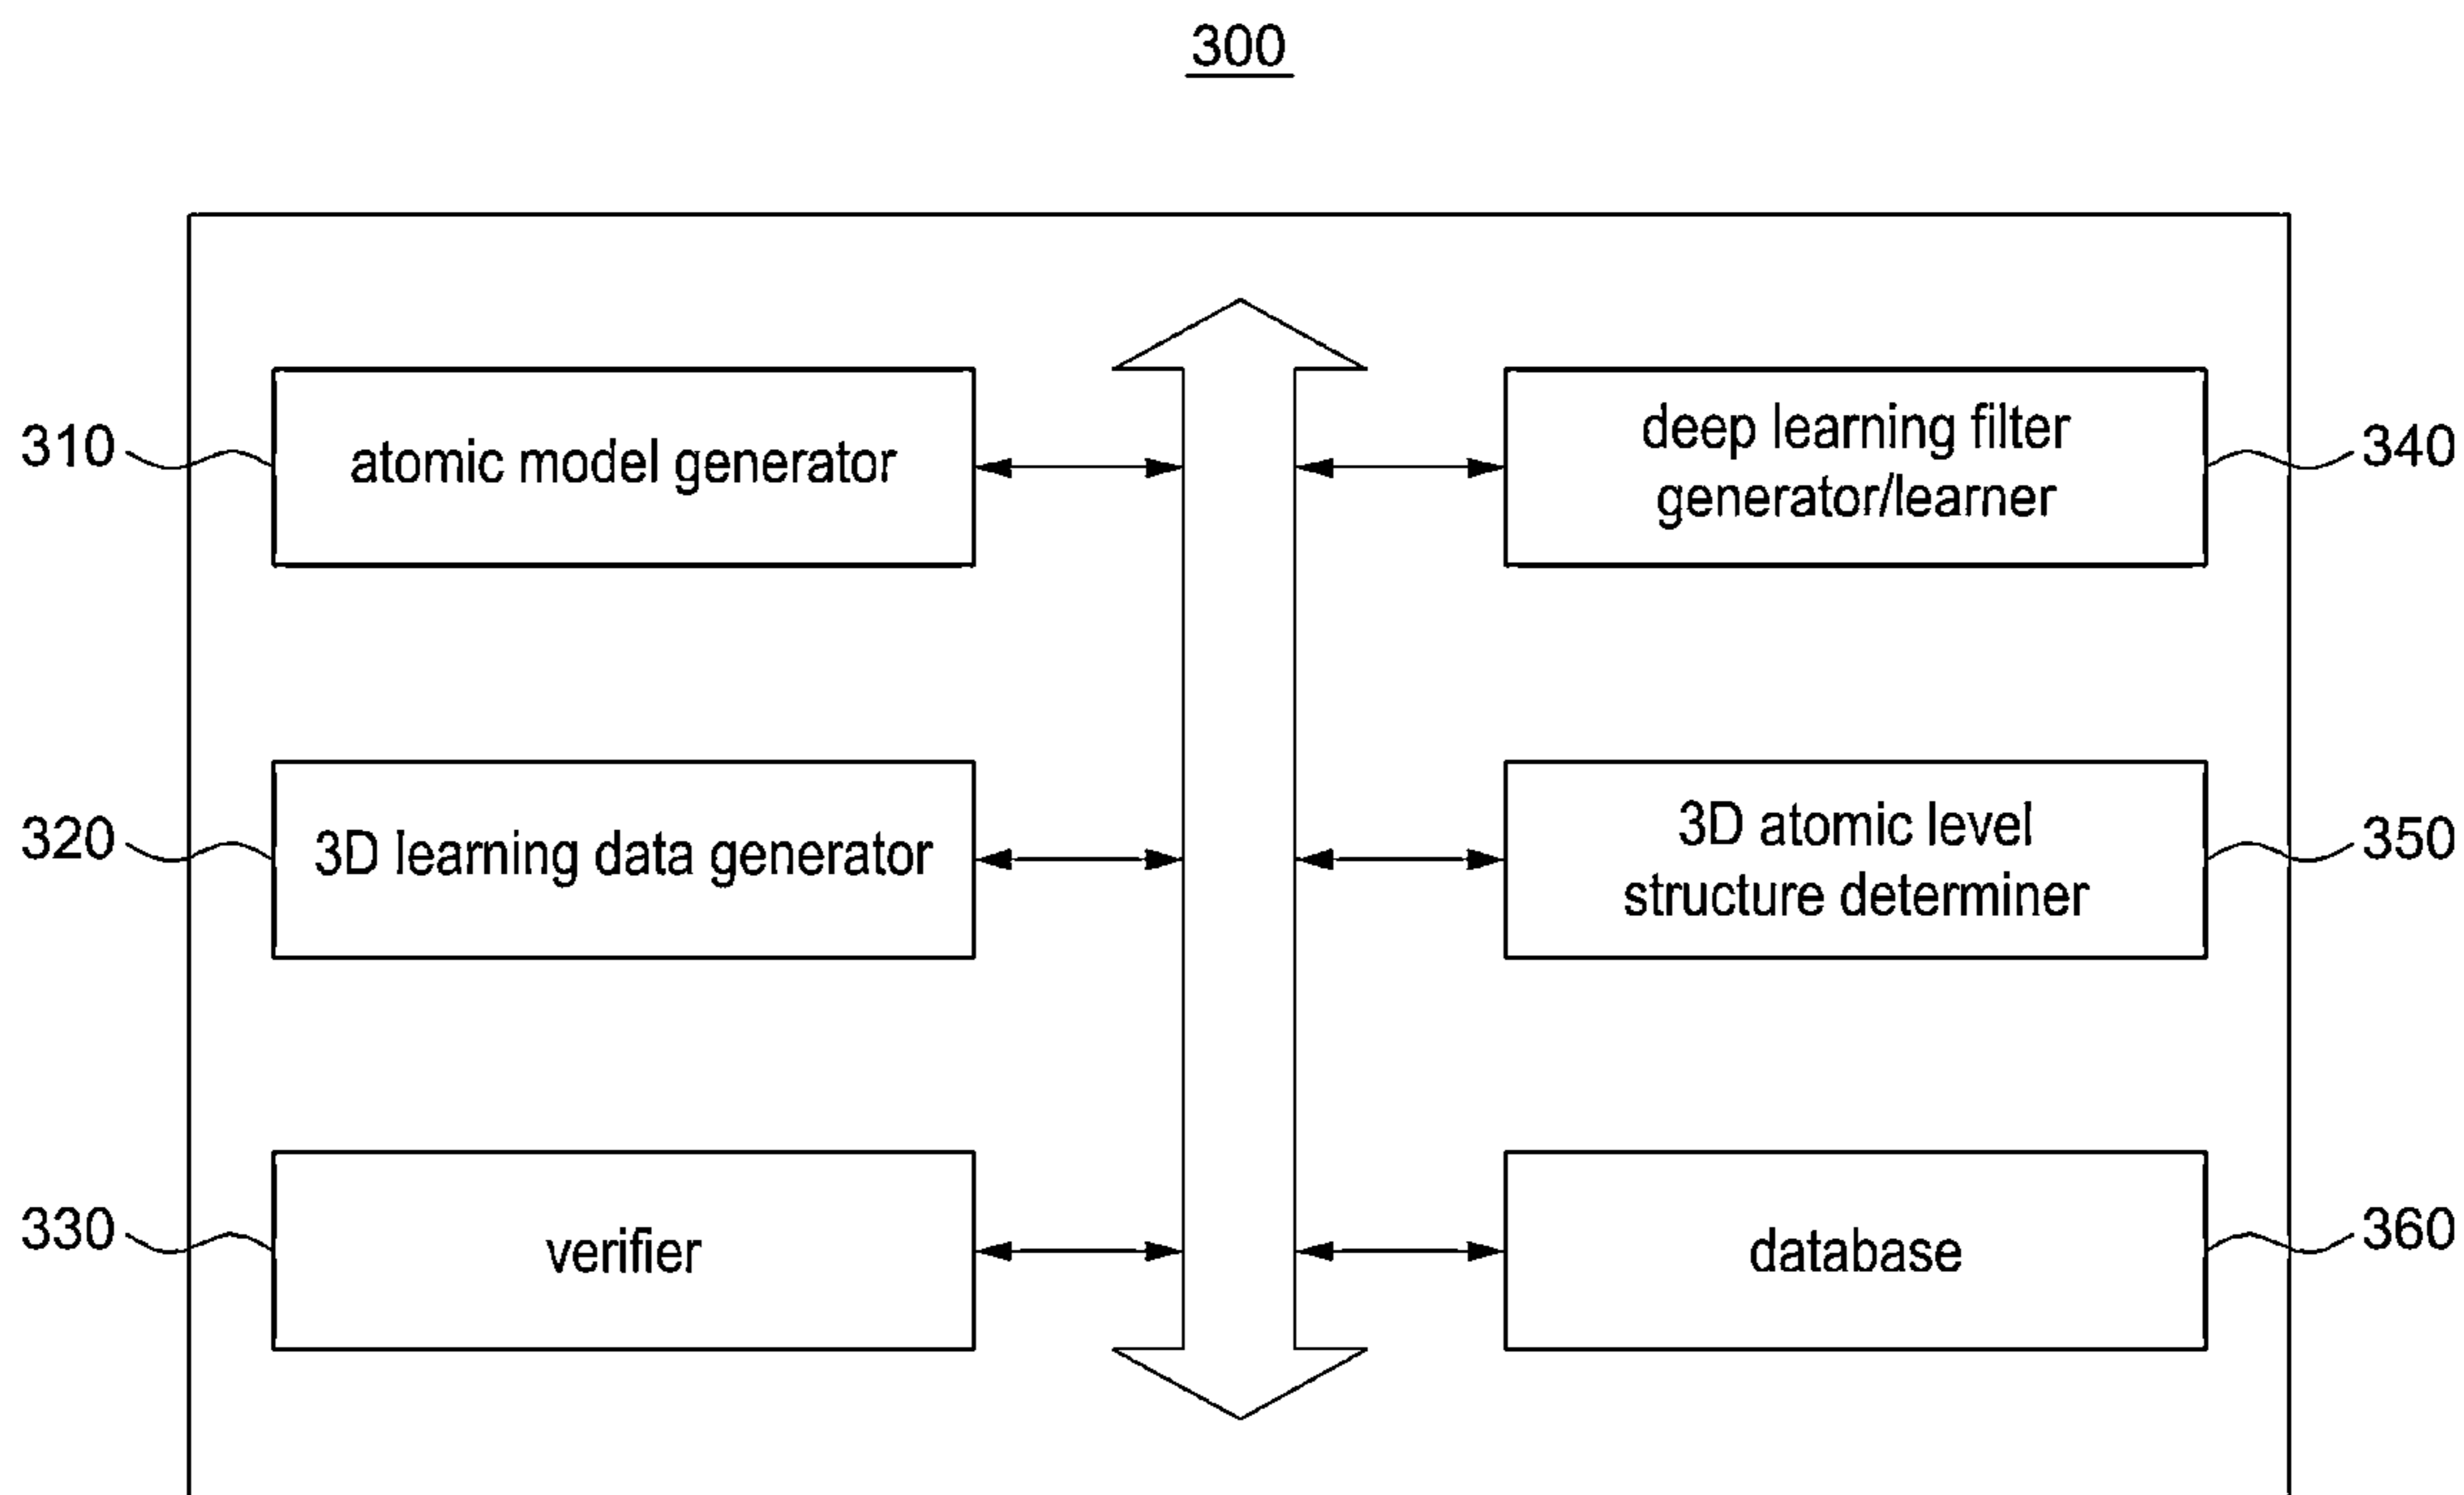 300
310
atomic model generator
deep learning filter
generator/learner
340
320
3D learning data generator
3D atomic level
structure determiner
350
330
verifier
database
360